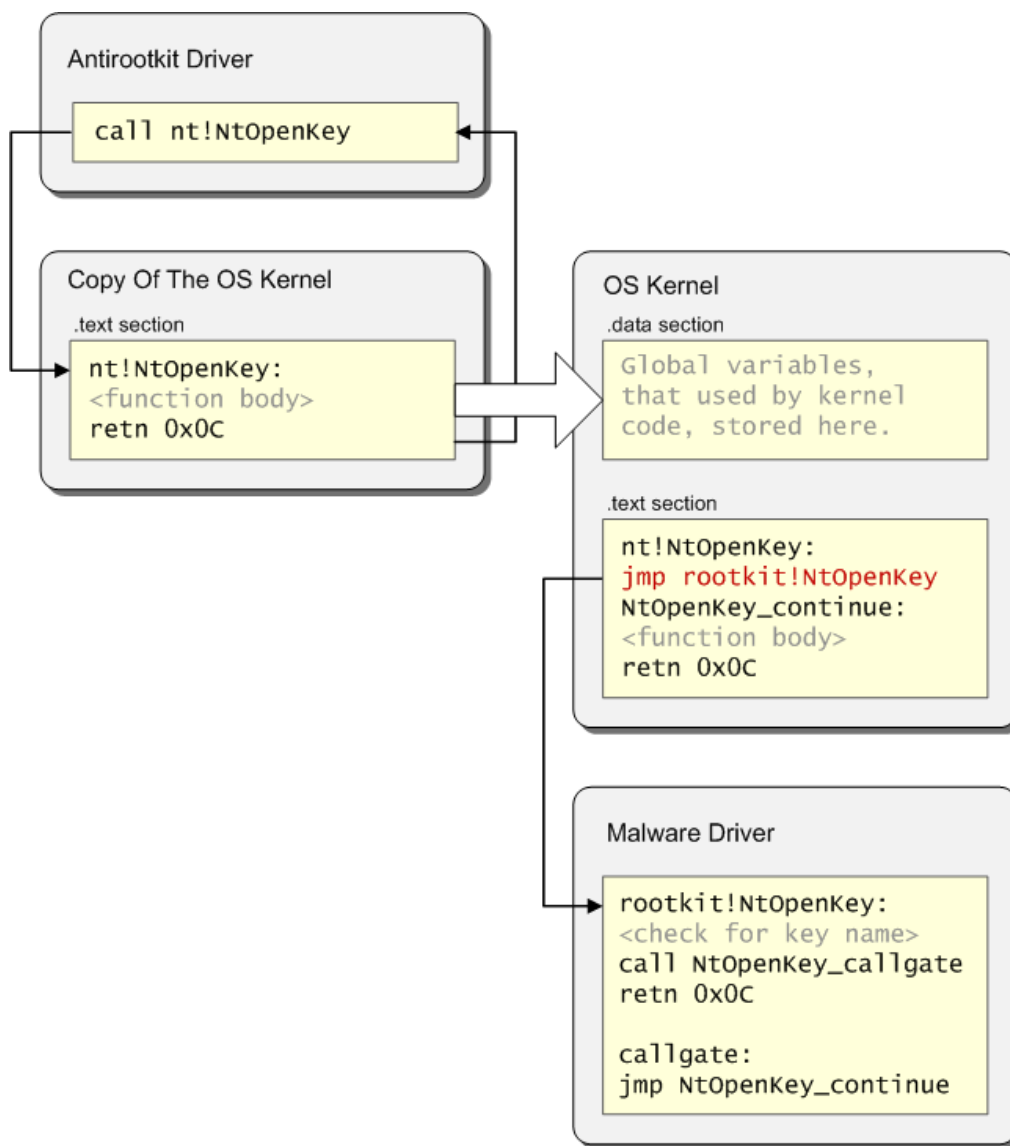 Antirootkit Driver
call nt!NtOpenKey
Copy Of The OS Kernel
.text section
nt!NtOpenKey:
<function body>
retn 0x0C
OS Kernel
.data section
Global variables,
that used by kernel
code, stored here.
.text section
nt!NtOpenKey:
jmp rootkit!NtOpenKey
NtOpenKey_continue:
<function body>
retn 0x0C
Malware Driver
rootkit!NtOpenKey:
<check for key name>
call NtOpenKey_callgate
retn 0x0C
callgate:
jmp NtOpenKey_continue